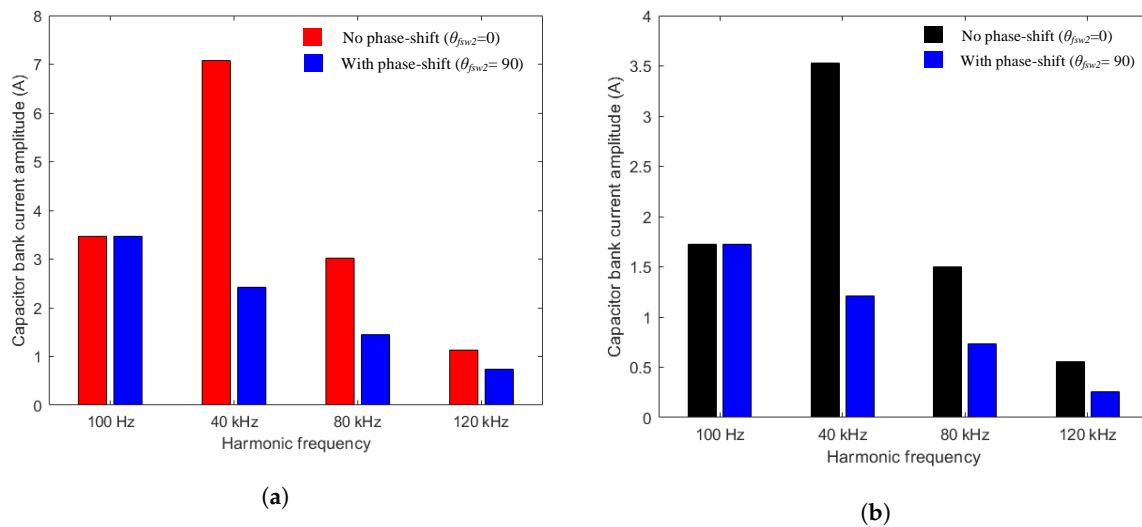 8
7
6
5
4
3
2
1
0
Capacitor bank current amplitude (A)
No phase-shift (θfsw2=0)
With phase-shift (θfsw2= 90)
100 Hz
40 kHz
80 kHz
120 kHz
Harmonic frequency
(a)
4
3.5
3
2.5
2
1.5
1
0.5
0
Capacitor bank current amplitude (A)
No phase-shift (θfsw2=0)
With phase-shift (θfsw2= 90)
100 Hz
40 kHz
80 kHz
120 kHz
Harmonic frequency
(b)